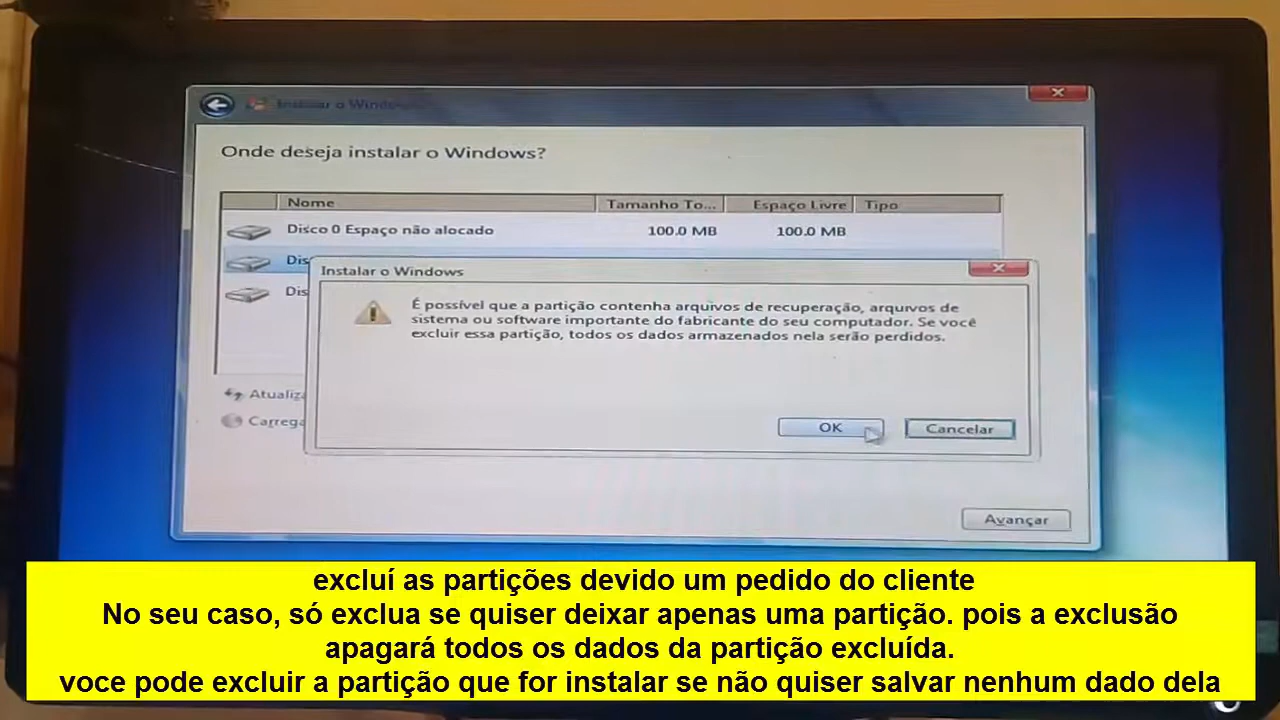 Instalar o Windows
Onde deseja instalar o Windows?
Nome Tamanho To... Espaço Livre Tipo
Disco 0 Espaço não alocado 100.0 MB 100.0 MB
Dis
Dis
Instalar o Windows
É possível que a partição contenha arquivos de recuperação, arquivos de
sistema ou software importante do fabricante do seu computador. Se você
excluir essa partição, todos os dados armazenados nela serão perdidos.
Atualiza
Carrega
OK Cancelar
Avançar
excluí as partições devido um pedido do cliente
No seu caso, só exclua se quiser deixar apenas uma partição. pois a exclusão
apagará todos os dados da partição excluída.
voce pode excluir a partição que for instalar se não quiser salvar nenhum dado dela